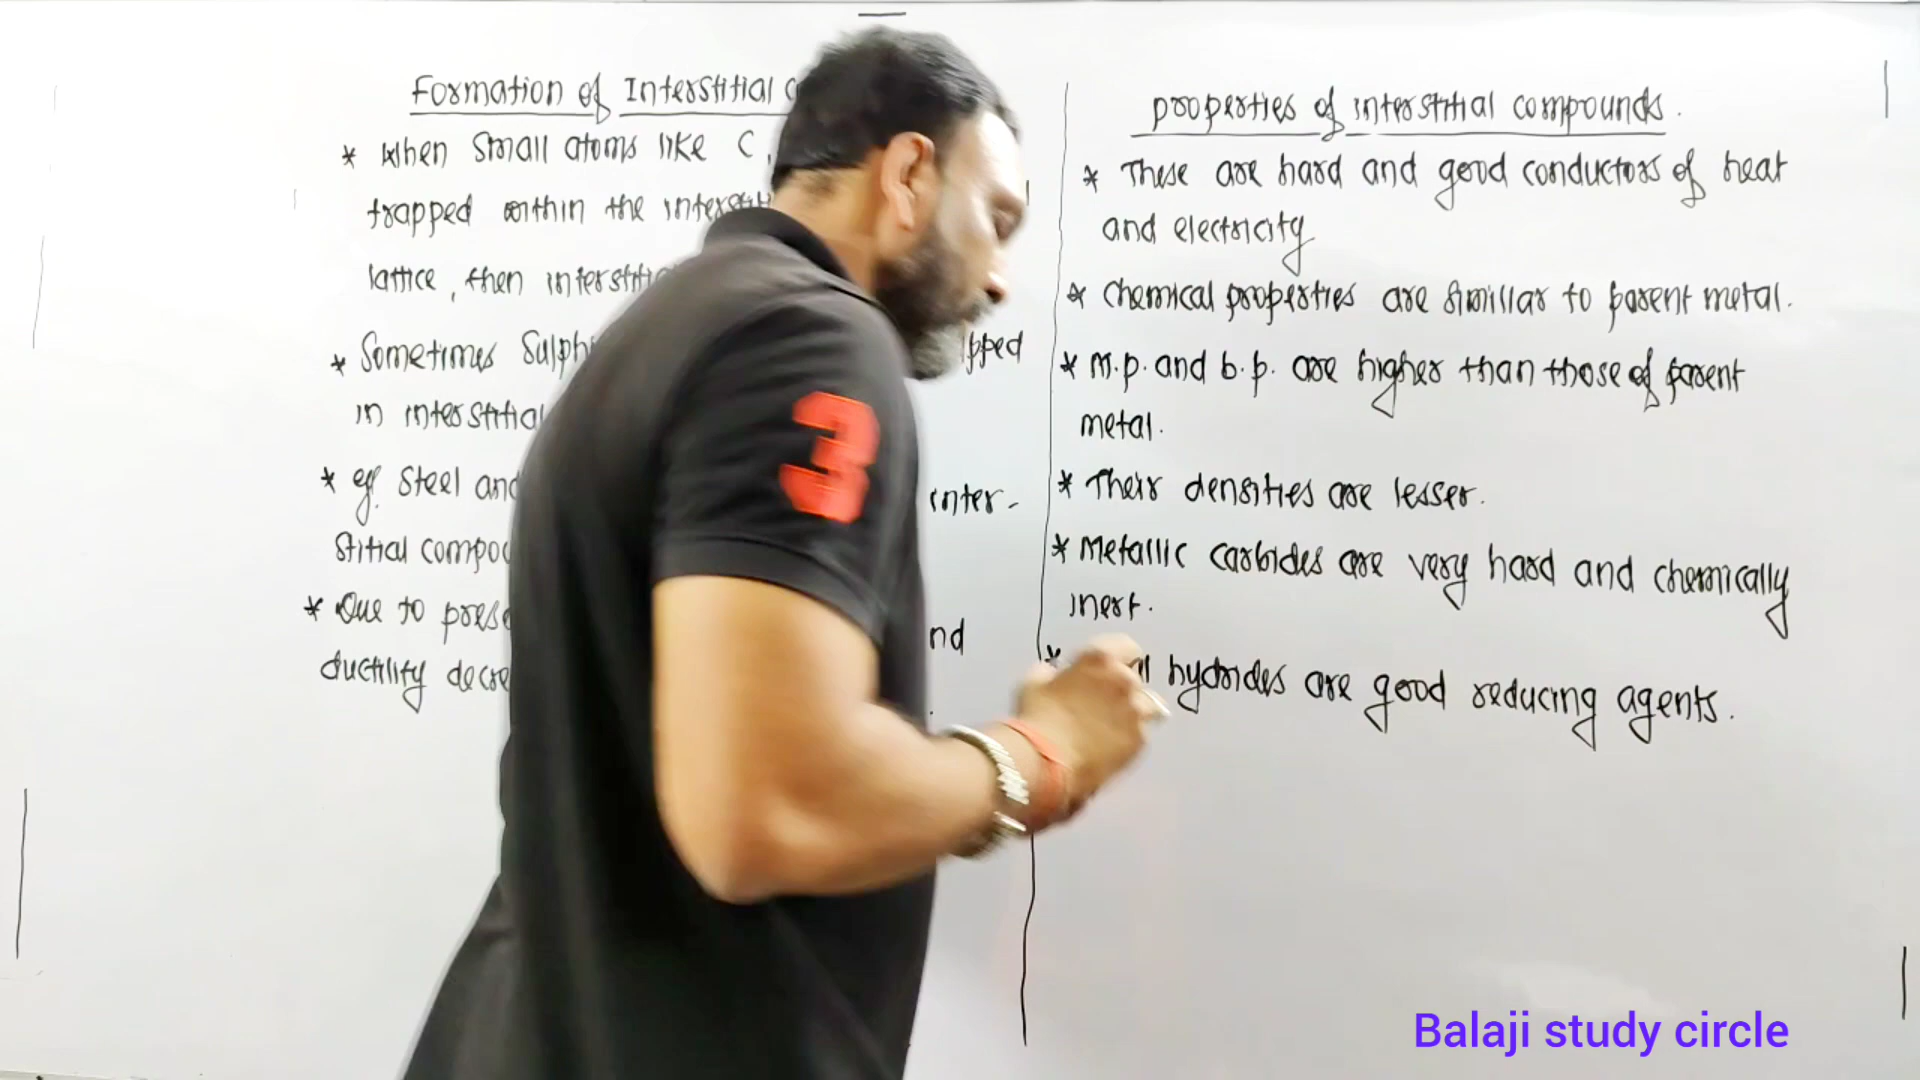 Formation of Interstitial
* When small atoms like C,
trapped within the interstiti
lattice, then interstitia
* Sometimes Sulph pped
in interstitial
* eg. Steel and inter-
stitial compou
* Due to prese nd
ductility decre
properties of interstitial compounds.
* These are hard and good conductors of heat
and electricity
* Chemical properties are simillar to parent metal.
* m.p. and b.p. are higher than those of parent
metal.
* Their densities are lesser.
* Metallic carbides are very hard and chemically
inert.
* hydrides are good reducing agents.
3
Balaji study circle